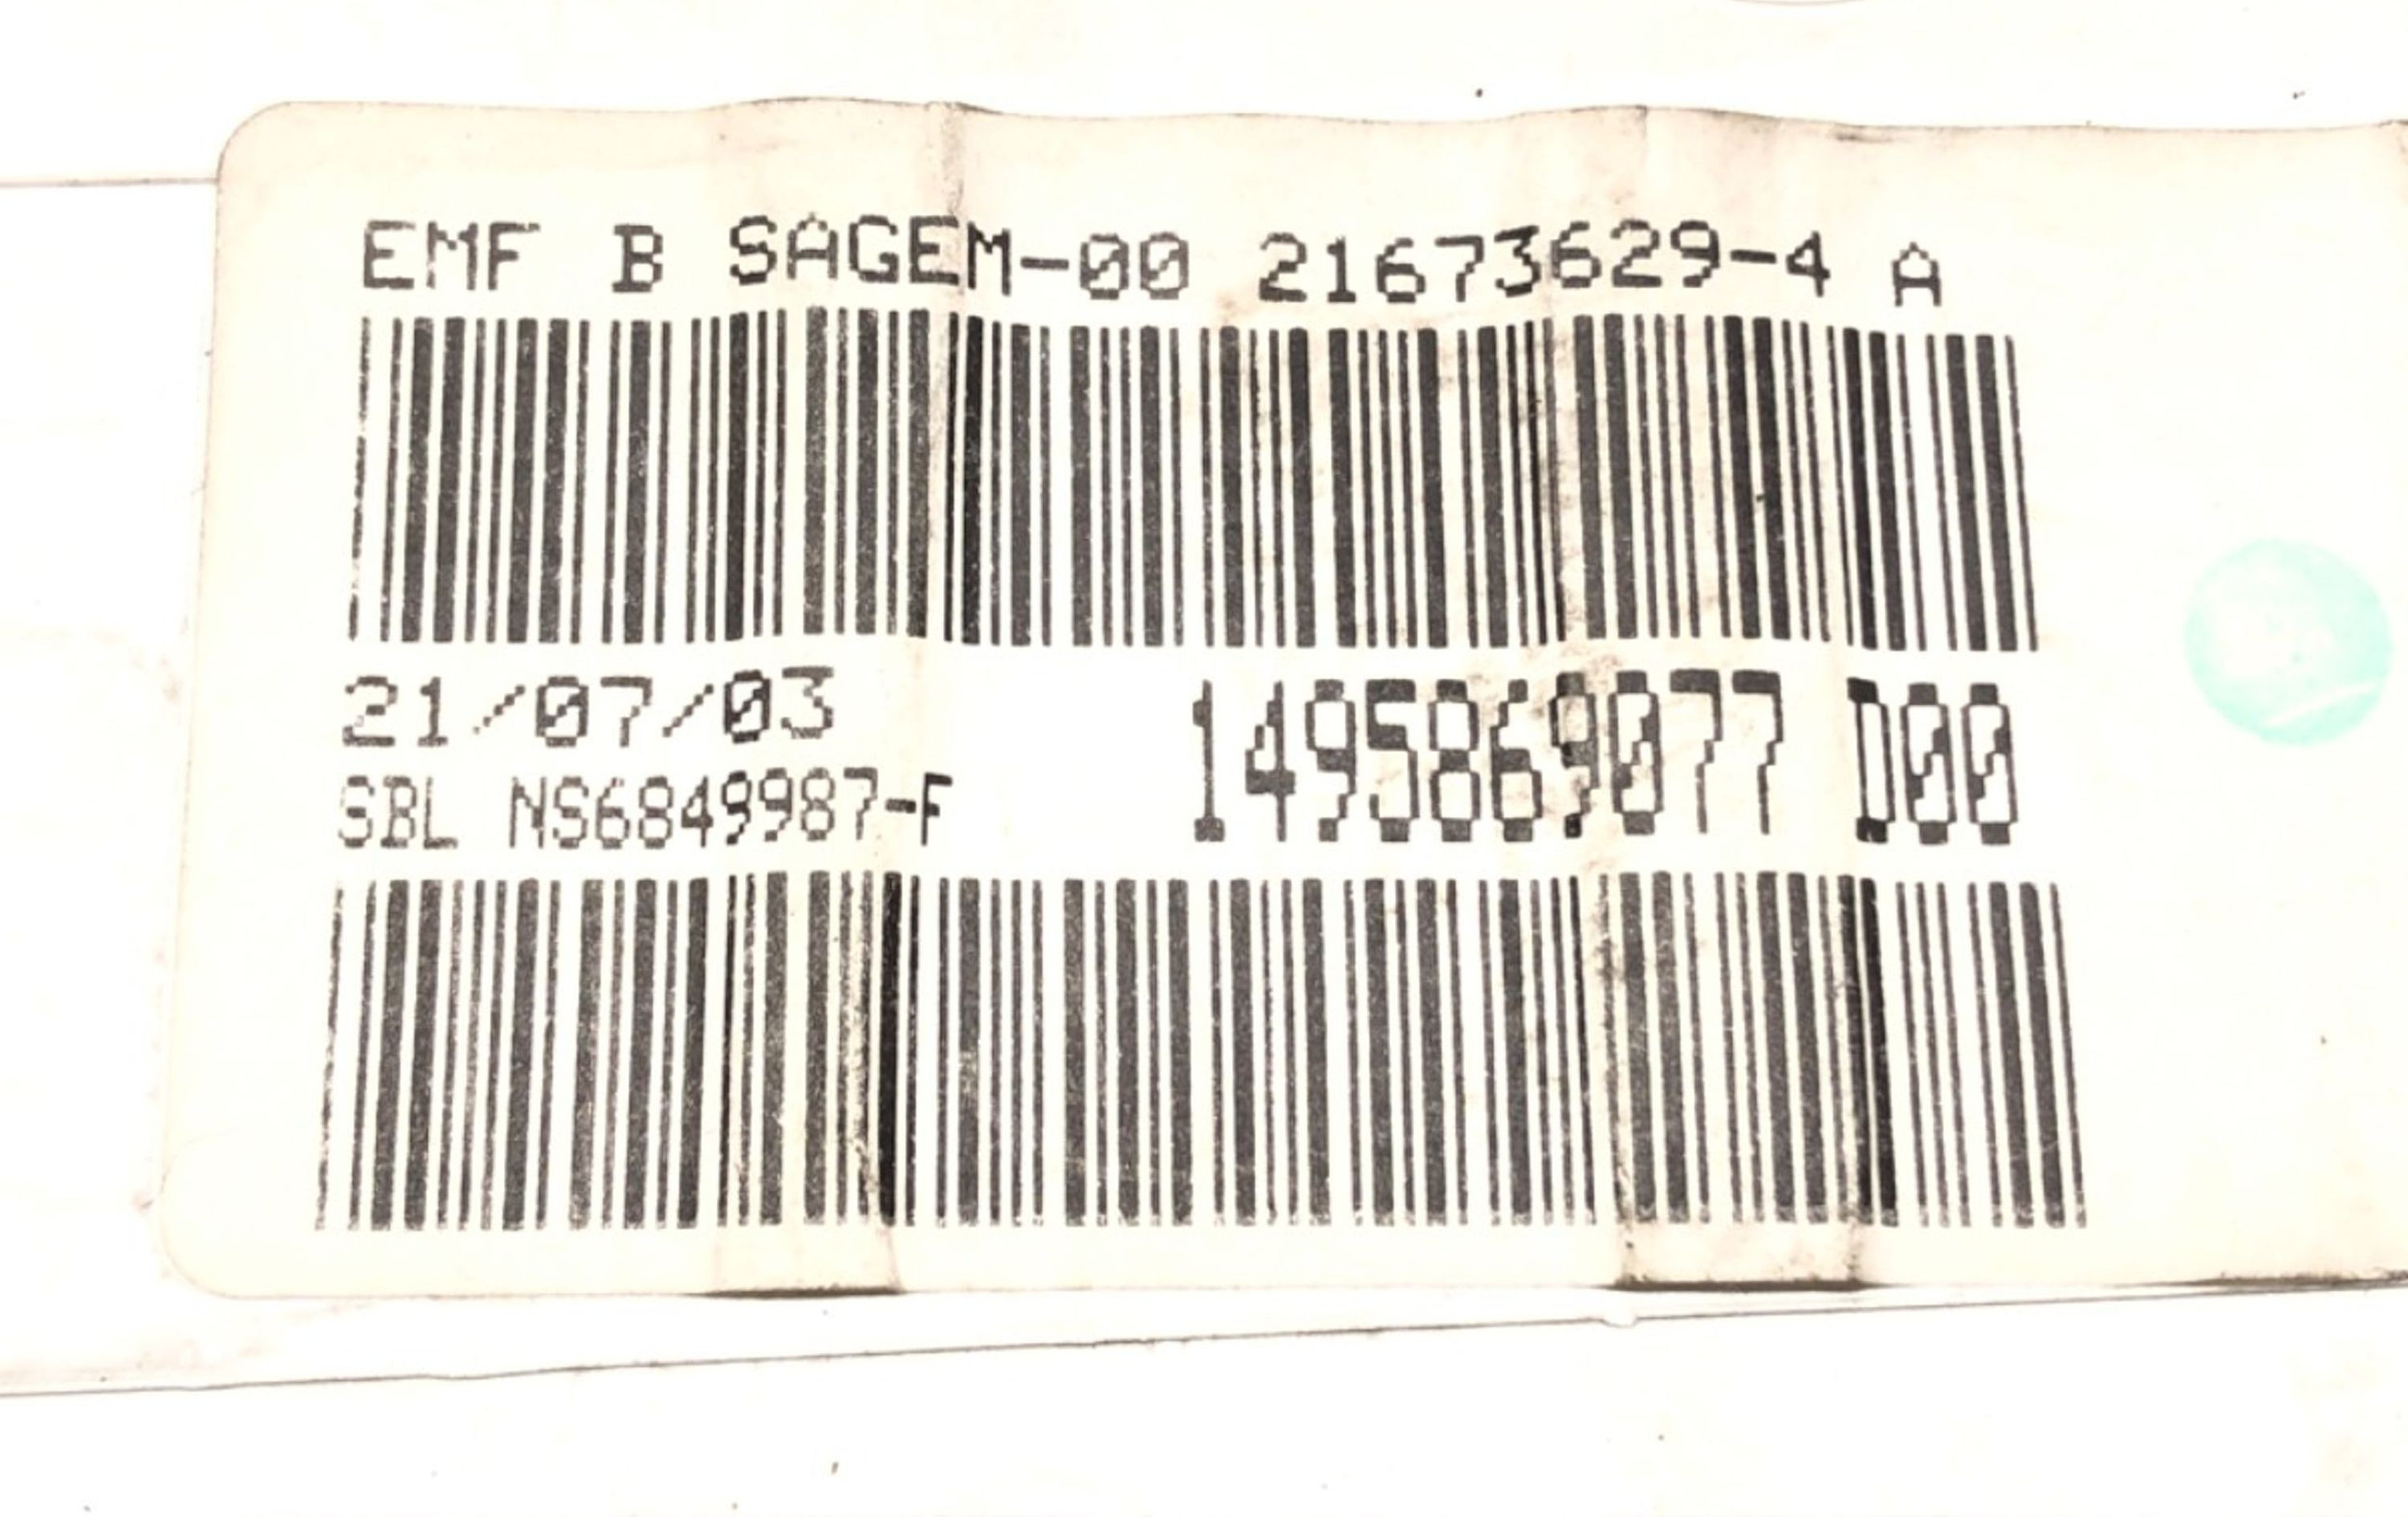 EMF B SAGEM-00 21673629-4 A
21/07/03
1495869077 D00
SBL NS6849987-F